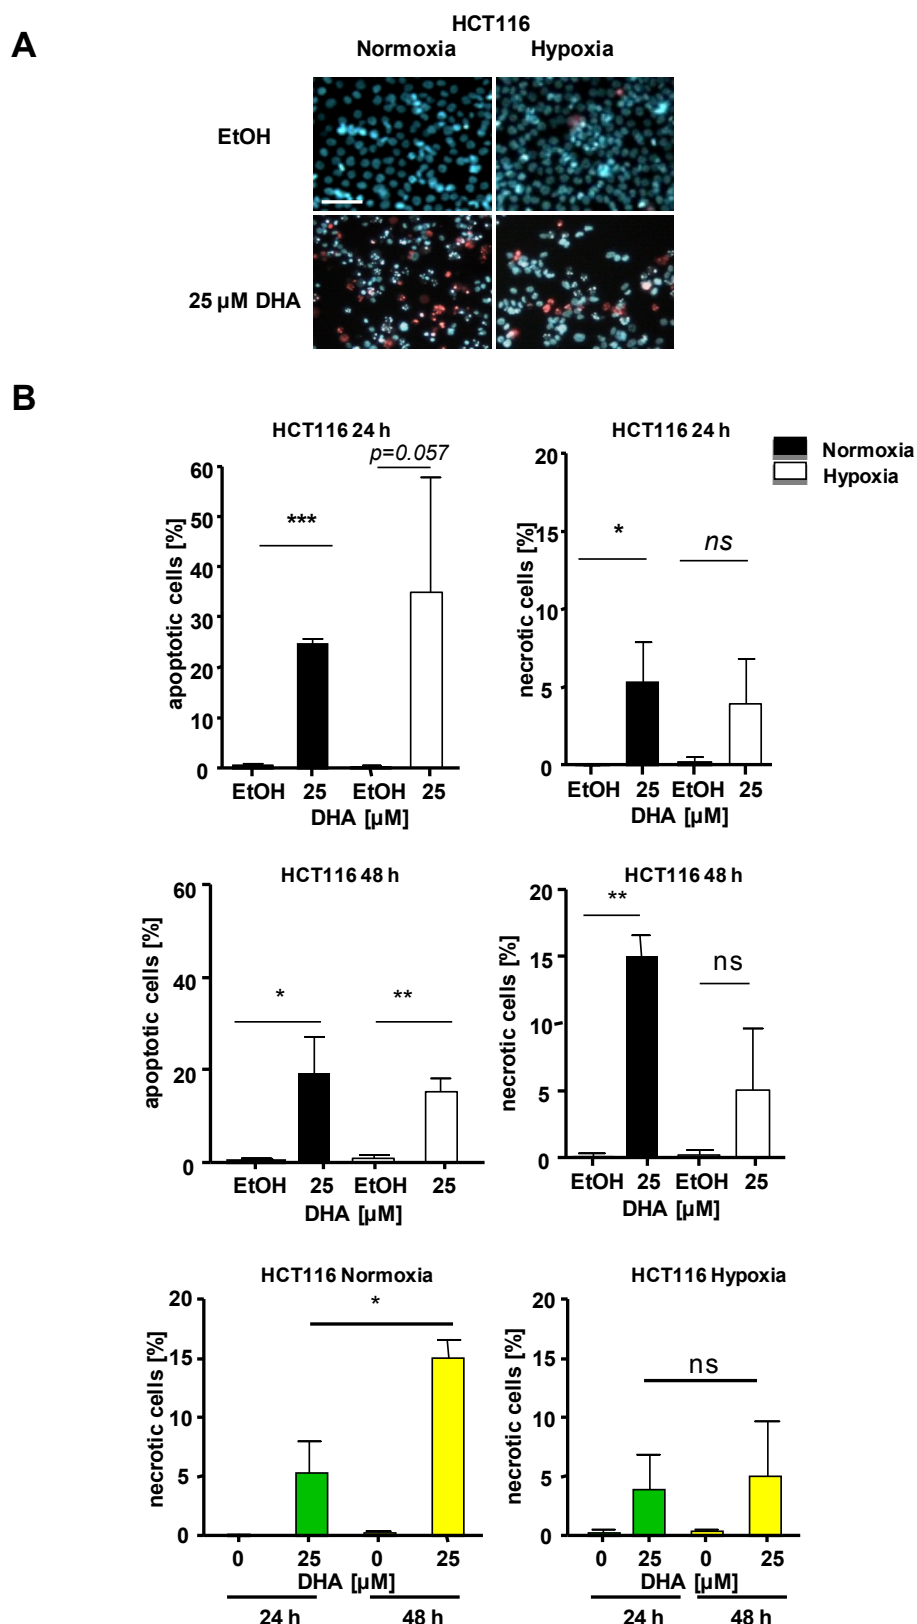 A
HCT116
Normoxia Hypoxia
EtOH
25 µM DHA
B
HCT116 24 h
p=0.057
***
apoptotic cells [%]
60
50
40
30
20
10
0
EtOH 25 EtOH 25
DHA [µM]
HCT116 24 h
Normoxia
Hypoxia
*
ns
necrotic cells [%]
20
15
10
5
0
EtOH 25 EtOH 25
DHA [µM]
HCT116 48 h
*
**
apoptotic cells [%]
60
40
20
0
EtOH 25 EtOH 25
DHA [µM]
HCT116 48 h
**
ns
necrotic cells [%]
20
15
10
5
0
EtOH 25 EtOH 25
DHA [µM]
HCT116 Normoxia
*
necrotic cells [%]
20
15
10
5
0
0 25 0 25
DHA [µM]
24 h 48 h
HCT116 Hypoxia
ns
necrotic cells [%]
20
15
10
5
0
0 25 0 25
DHA [µM]
24 h 48 h